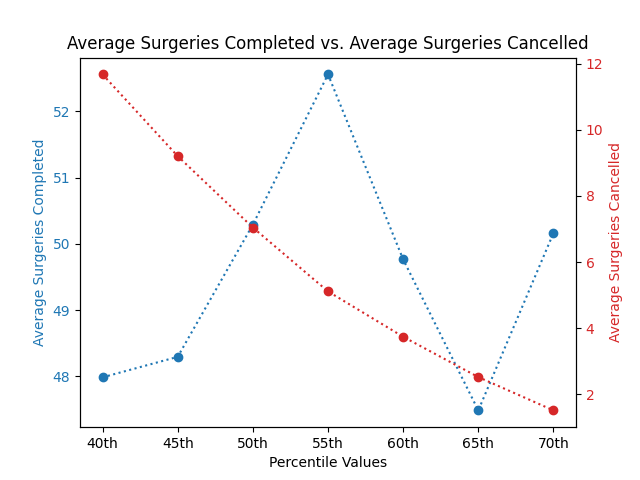 Average Surgeries Completed vs. Average Surgeries Cancelled
Average Surgeries Completed
52
51
50
49
48
12
10
8
6
4
2
Average Surgeries Cancelled
40th 45th 50th 55th 60th 65th 70th
Percentile Values